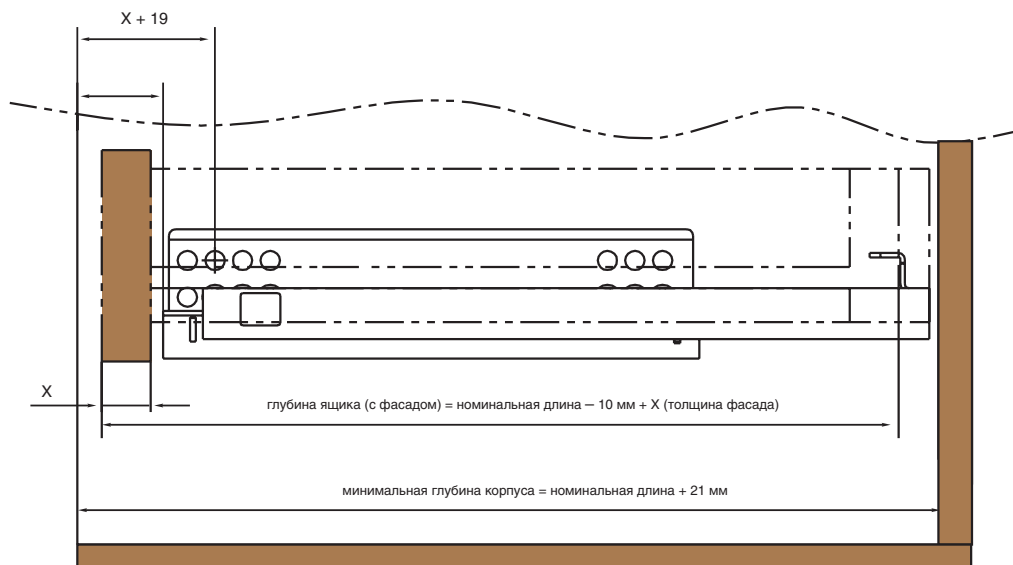 X + 19
X
глубина ящика (с фасадом) = номинальная длина – 10 мм + X (толщина фасада)
минимальная глубина корпуса = номинальная длина + 21 мм